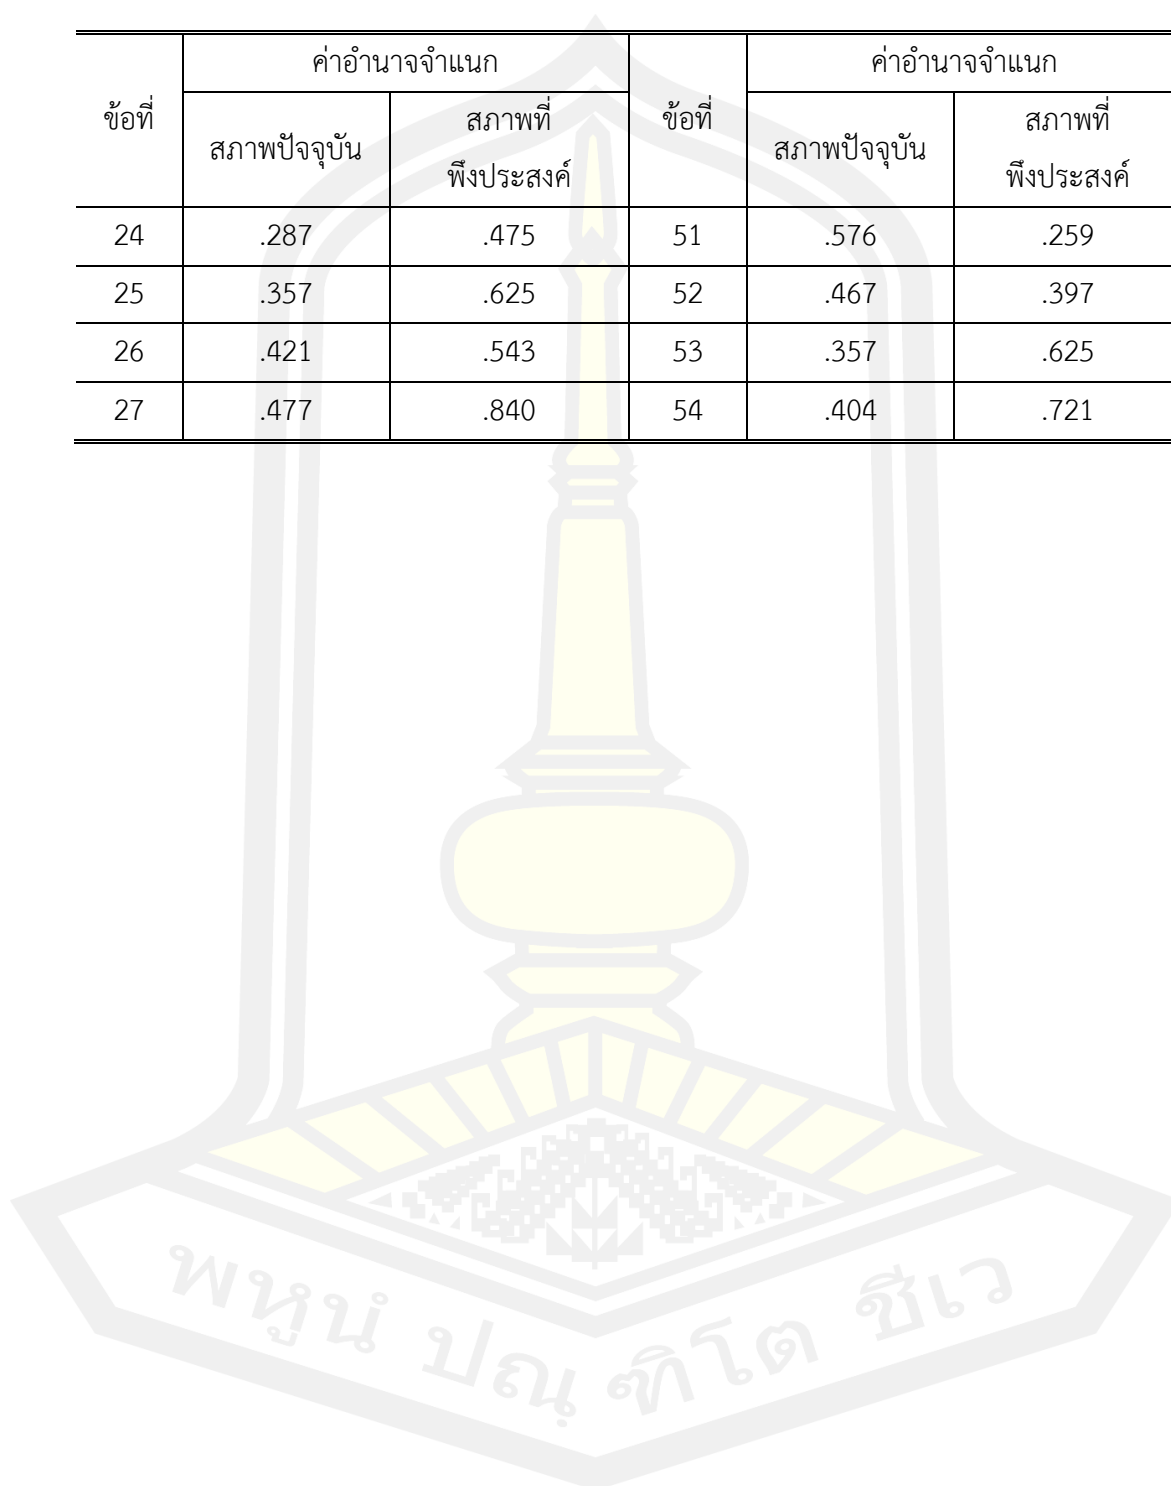 ข้อที่ ค่าอำนาจจำแนก ข้อที่ ค่าอำนาจจำแนก
สภาพปัจจุบัน สภาพที่พึงประสงค์ สภาพปัจจุบัน สภาพที่พึงประสงค์
24 .287 .475 51 .576 .259
25 .357 .625 52 .467 .397
26 .421 .543 53 .357 .625
27 .477 .840 54 .404 .721
พหูนํ ปณฺฑิโต ชีเว